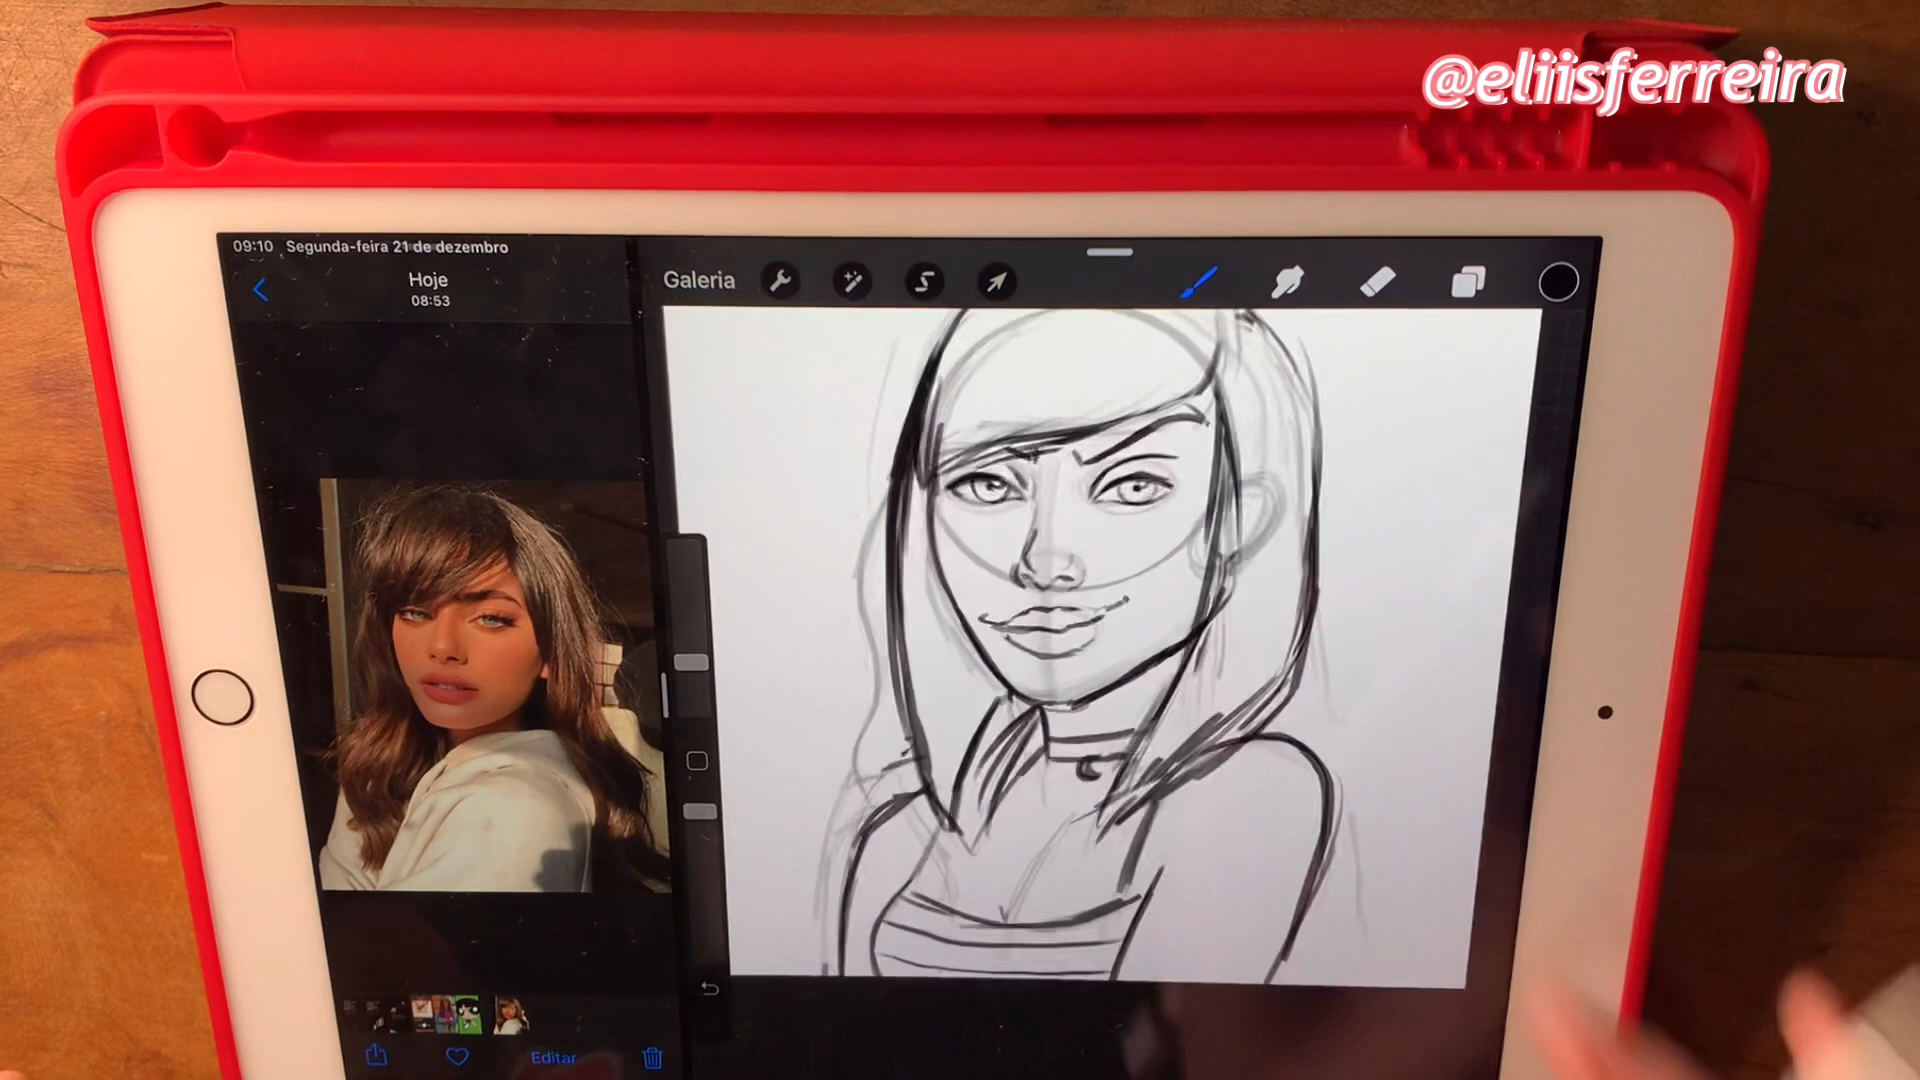 @eliisferreira
09:10 Segunda-feira 21 de dezembro
Hoje
08:53
Galeria
Editar